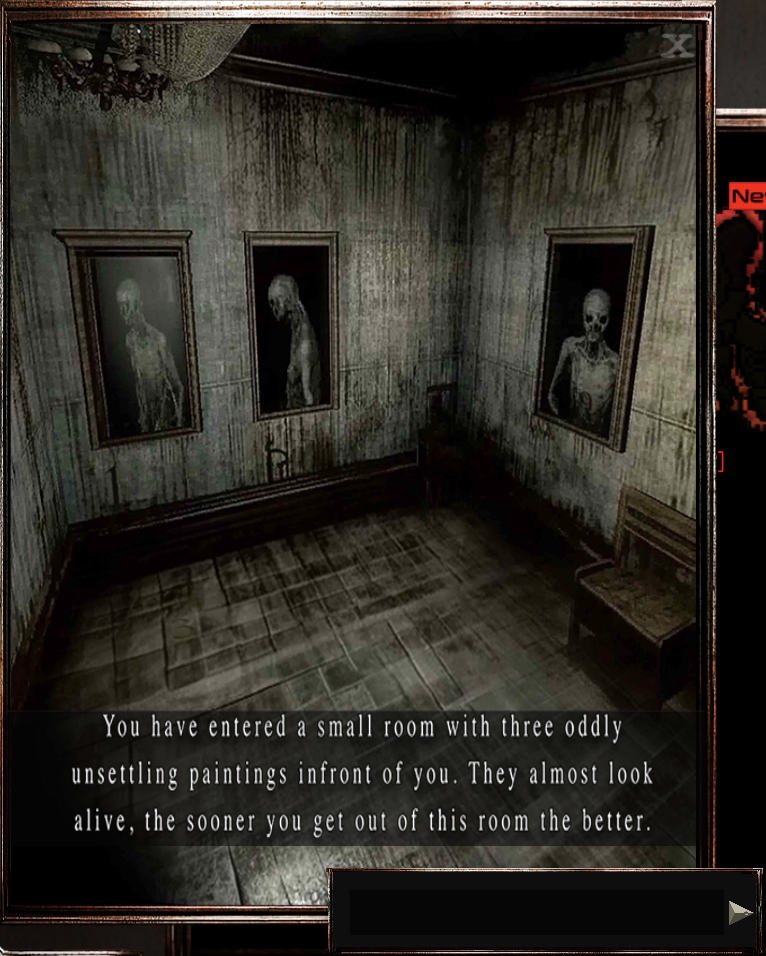 X
Ne
You have entered a small room with three oddly
unsettling paintings infront of you. They almost look
alive, the sooner you get out of this room the better.
]